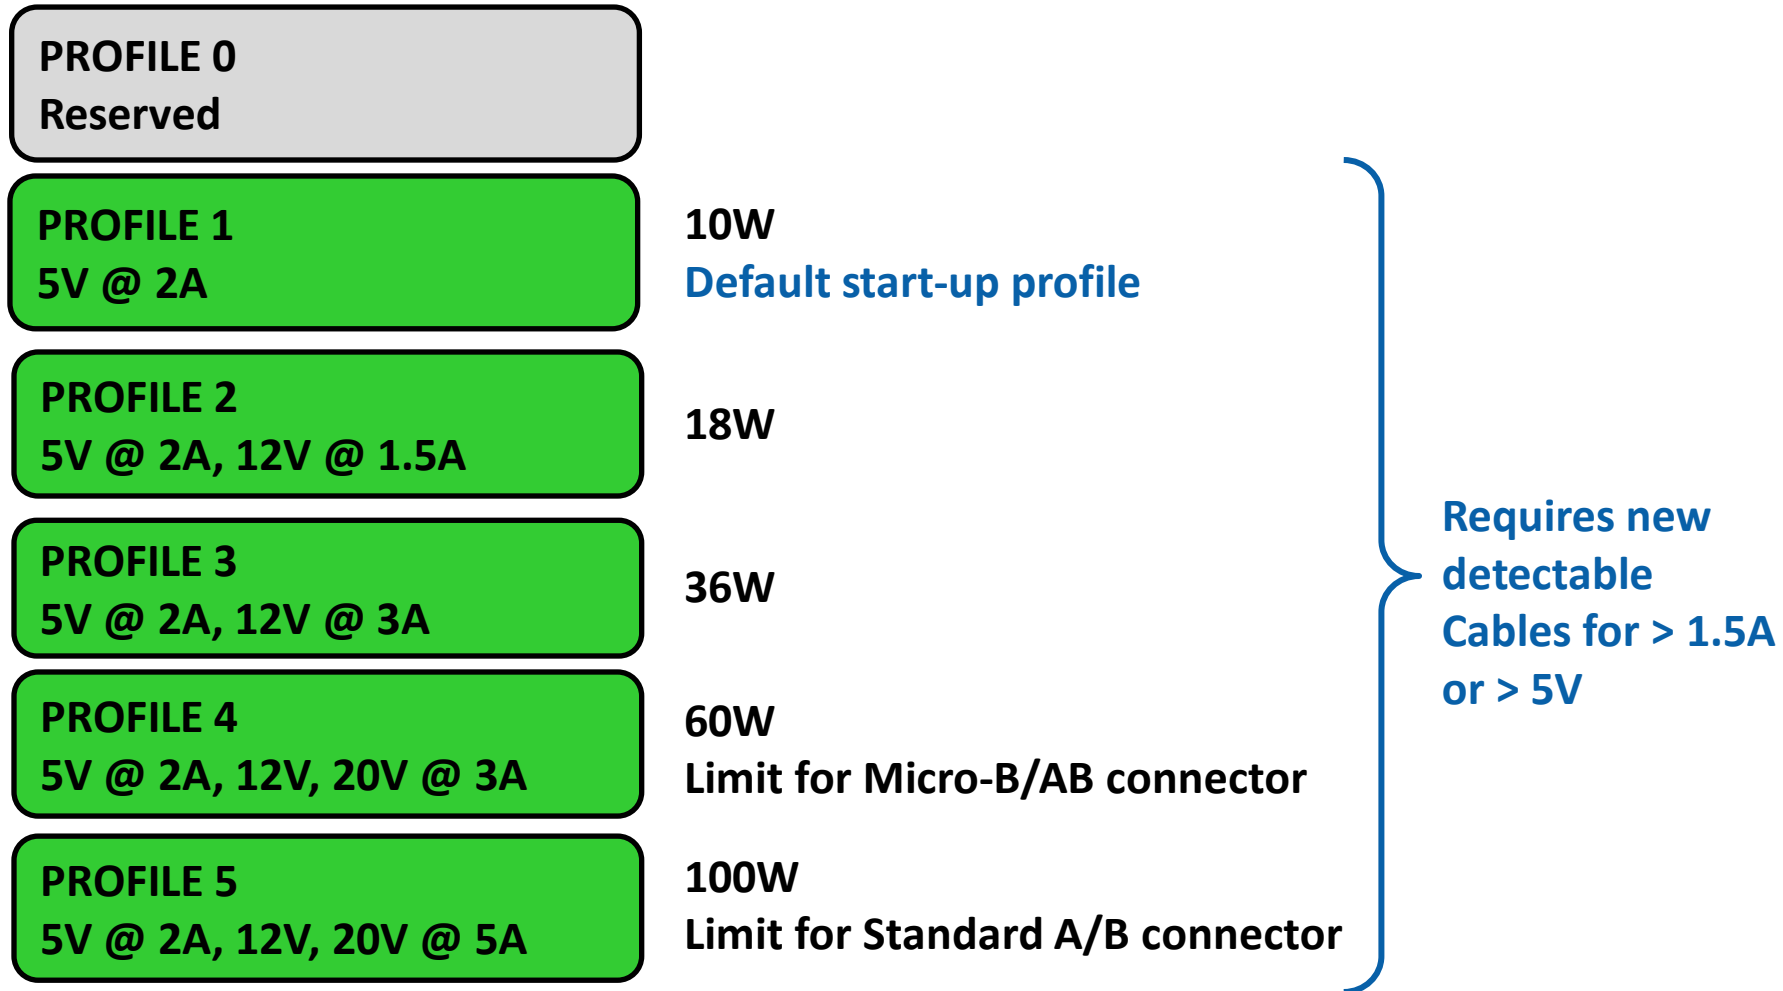 PROFILE 0
Reserved
PROFILE 1
5V @ 2A
10W
Default start-up profile
PROFILE 2
5V @ 2A, 12V @ 1.5A
18W
PROFILE 3
5V @ 2A, 12V @ 3A
36W
PROFILE 4
5V @ 2A, 12V, 20V @ 3A
60W
Limit for Micro-B/AB connector
PROFILE 5
5V @ 2A, 12V, 20V @ 5A
100W
Limit for Standard A/B connector
Requires new
detectable
Cables for > 1.5A
or > 5V